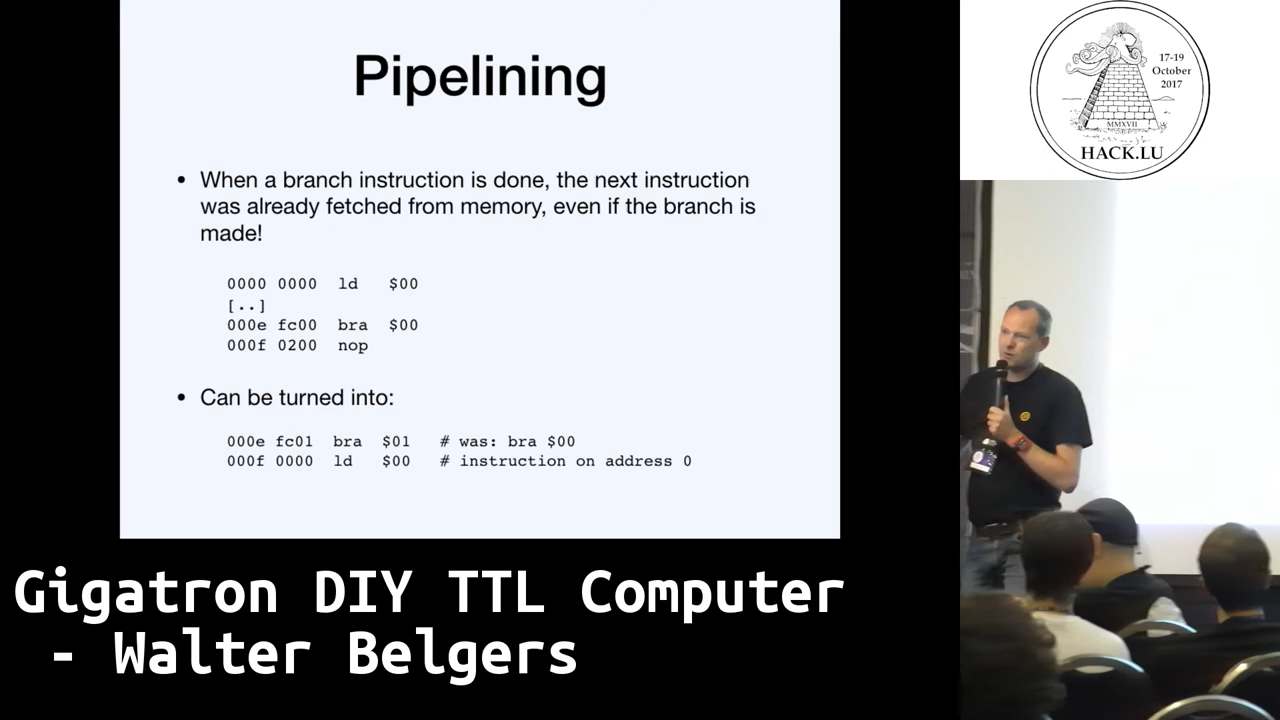 Pipelining
• When a branch instruction is done, the next instruction
was already fetched from memory, even if the branch is
made!
0000 0000 ld $00
[..]
000e fc00 bra $00
000f 0200 nop
• Can be turned into:
000e fc01 bra $01 # was: bra $00
000f 0000 ld $00 # instruction on address 0
Gigatron DIY TTL Computer
- Walter Belgers
17-19
October
2017
MMXVII
HACK.LU